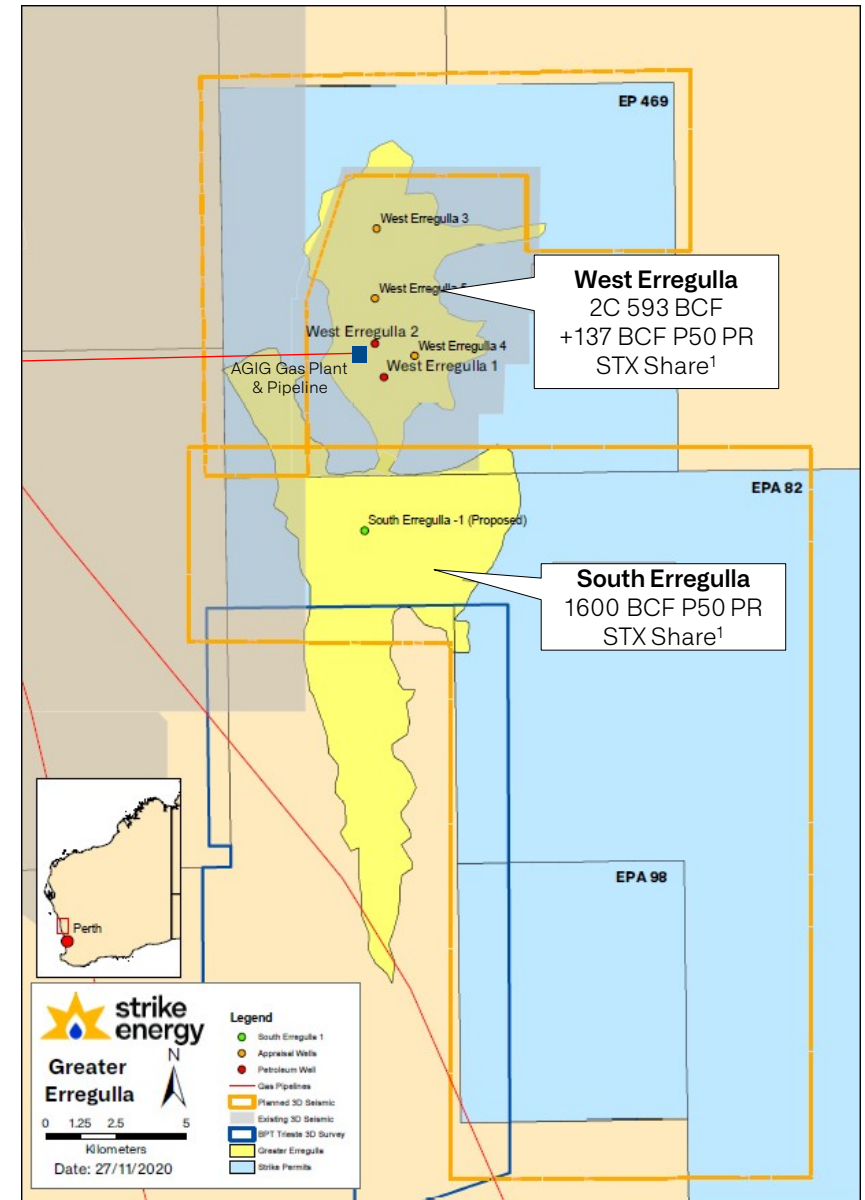 EP 469
West Erregulla 3
West Erregulla 5
West Erregulla 2
West Erregulla 4
West Erregulla 1
AGIG Gas Plant
& Pipeline
West Erregulla
2C 593 BCF
+137 BCF P50 PR
STX Share¹
EPA 82
South Erregulla -1 (Proposed)
South Erregulla
1600 BCF P50 PR
STX Share¹
EPA 98
Perth
strike
energy
Greater
Erregulla
N
0 1.25 2.5 5
Kilometers
Date: 27/11/2020
Legend
South Erregulla 1
Appraisal Wells
Petroleum Well
Gas Pipelines
Planned 3D Seismic
Existing 3D Seismic
BPT Trieste 3D Survey
Greater Erregulla
Strike Permits